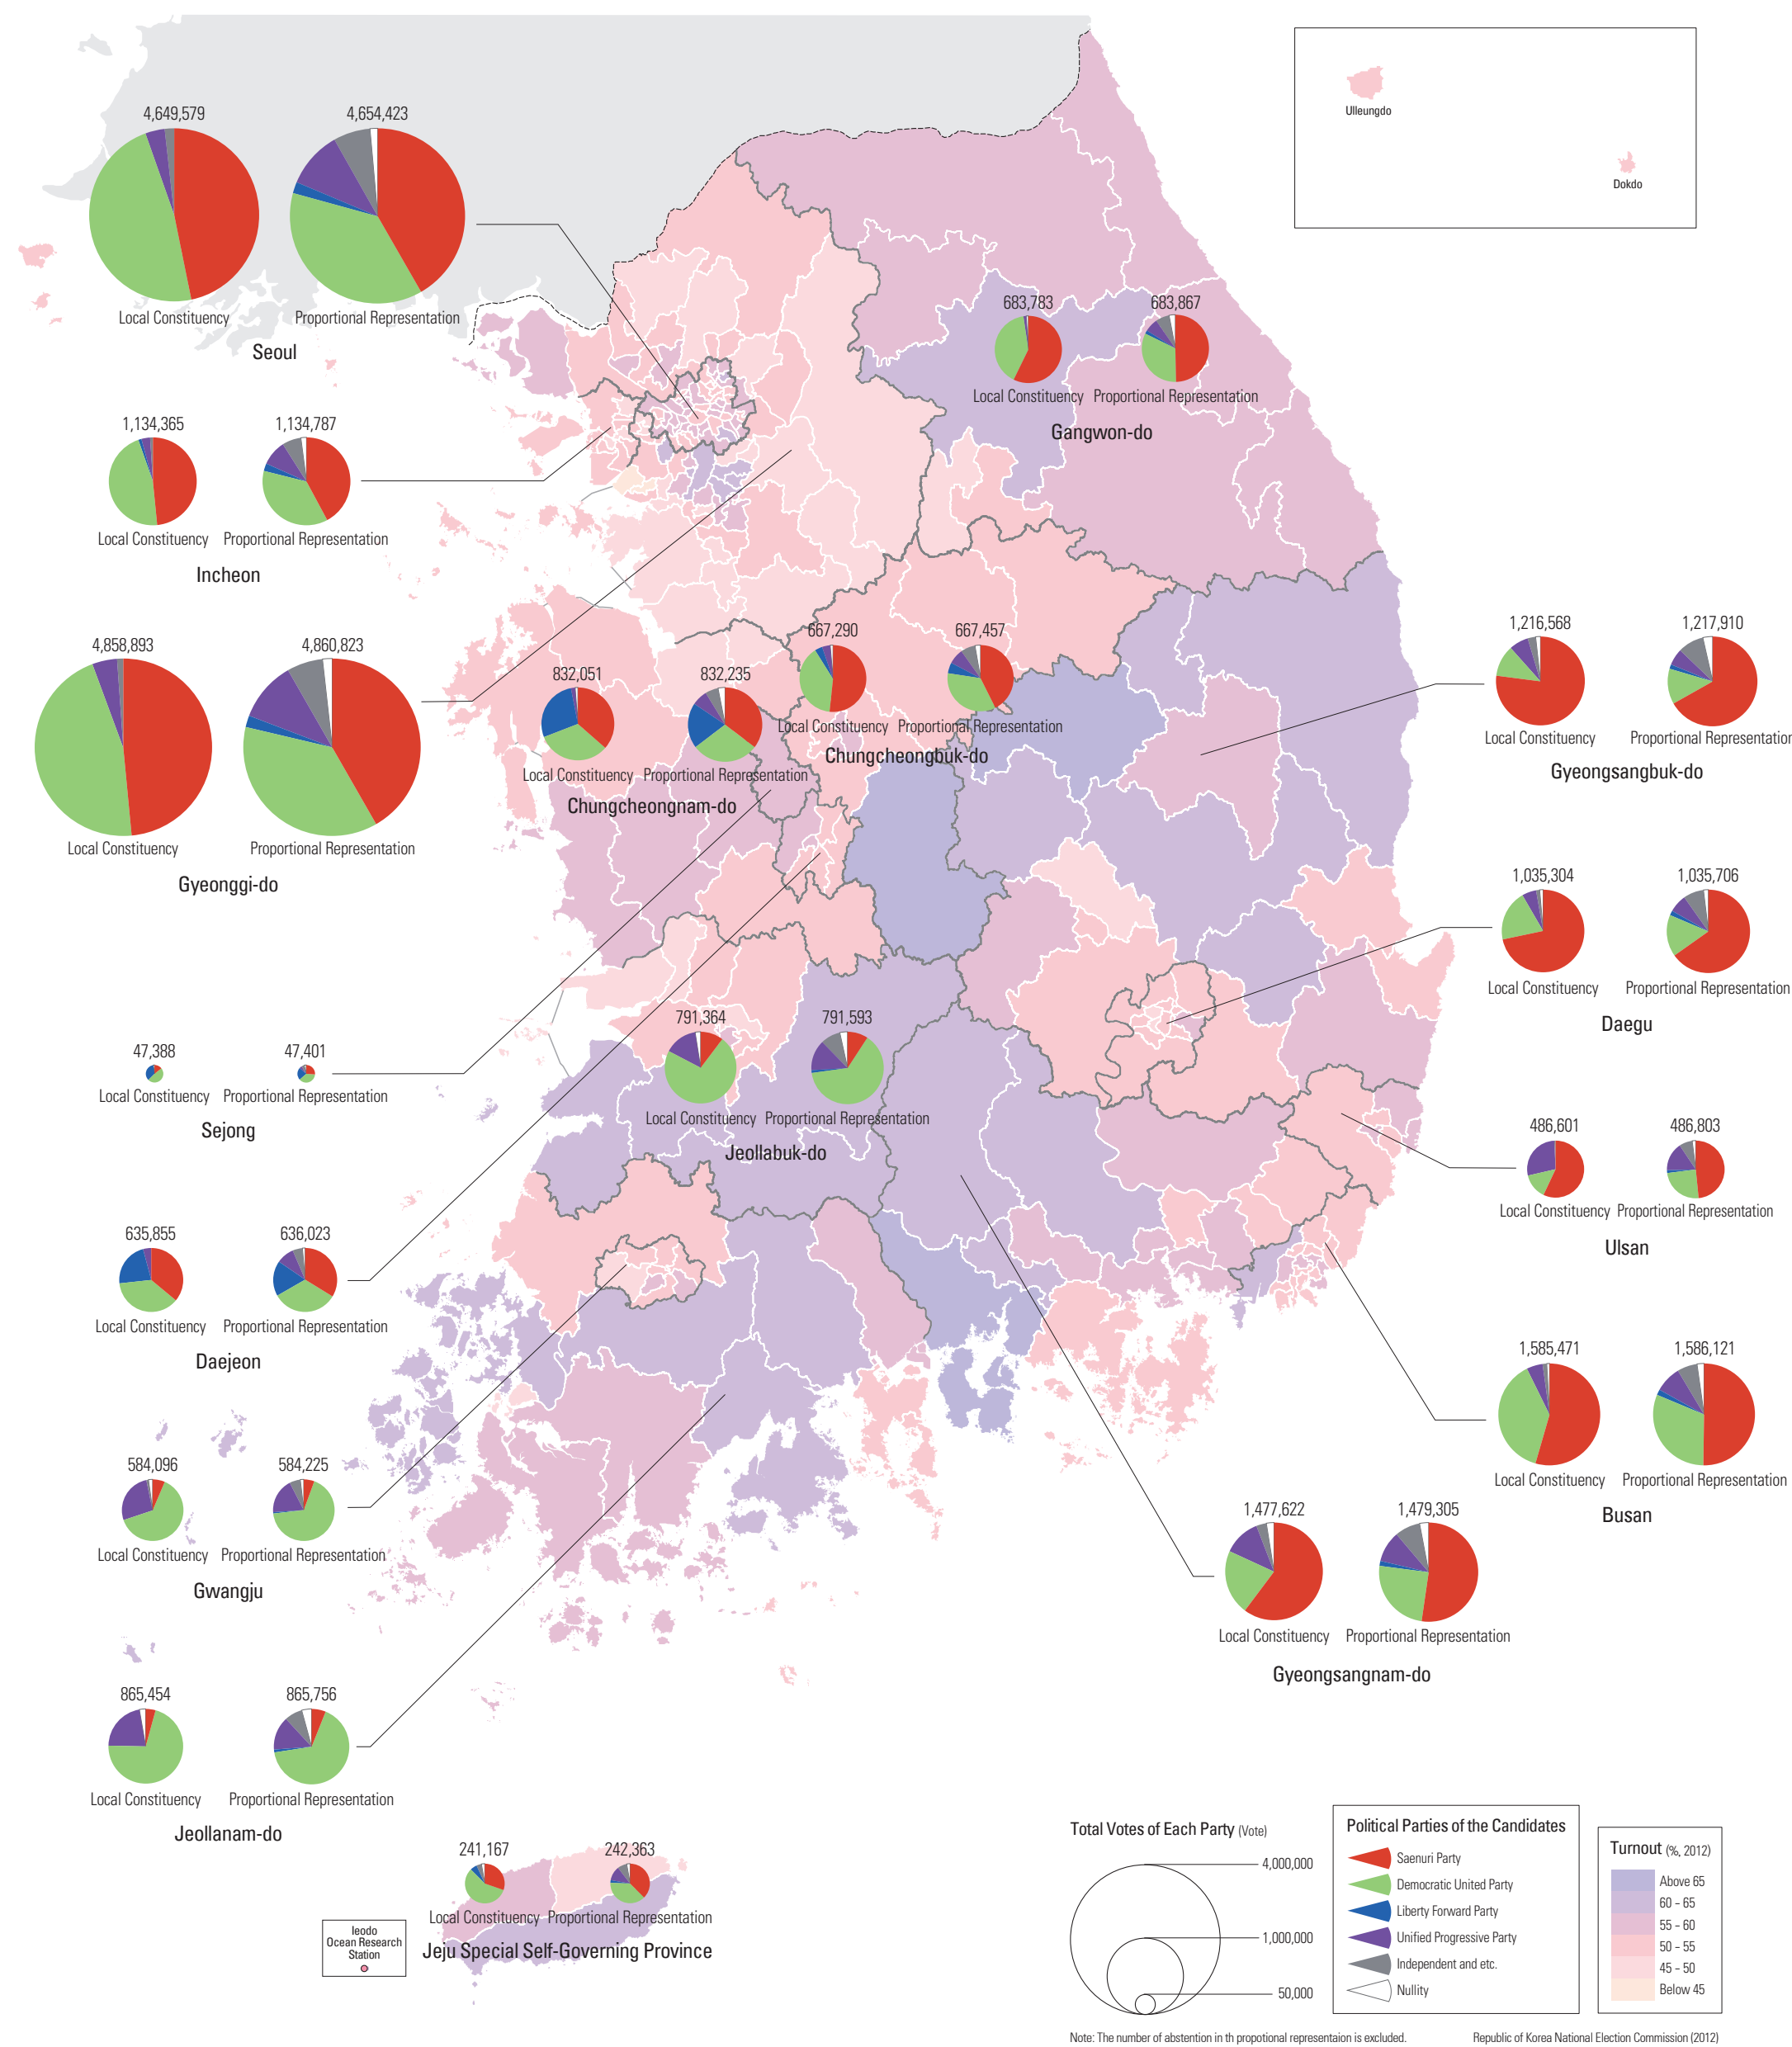 Ulleungdo
Dokdo
4,649,579
4,654,423
Local Constituency
Proportional Representation
Seoul
683,783
683,867
Local Constituency
Proportional Representation
Gangwon-do
1,134,365
1,134,787
Local Constituency
Proportional Representation
Incheon
4,858,893
4,860,823
Local Constituency
Proportional Representation
Gyeonggi-do
832,051
832,235
Local Constituency
Proportional Representation
Chungcheongnam-do
667,290
667,457
Local Constituency
Proportional Representation
Chungcheongbuk-do
1,216,568
1,217,910
Local Constituency
Proportional Representation
Gyeongsangbuk-do
1,035,304
1,035,706
Local Constituency
Proportional Representation
Daegu
47,388
47,401
Local Constituency
Proportional Representation
Sejong
791,364
791,593
Local Constituency
Proportional Representation
Jeollabuk-do
486,601
486,803
Local Constituency
Proportional Representation
Ulsan
635,855
636,023
Local Constituency
Proportional Representation
Daejeon
1,585,471
1,586,121
Local Constituency
Proportional Representation
Busan
584,096
584,225
Local Constituency
Proportional Representation
Gwangju
1,477,622
1,479,305
Local Constituency
Proportional Representation
Gyeongsangnam-do
865,454
865,756
Local Constituency
Proportional Representation
Jeollanam-do
241,167
242,363
Local Constituency
Proportional Representation
Jeju Special Self-Governing Province
Ieodo
Ocean Research
Station
Total Votes of Each Party (Vote)
4,000,000
1,000,000
50,000
Political Parties of the Candidates
Saenuri Party
Democratic United Party
Liberty Forward Party
Unified Progressive Party
Independent and etc.
Nullity
Turnout (%, 2012)
Above 65
60 - 65
55 - 60
50 - 55
45 - 50
Below 45
Note: The number of abstention in th propotional representaion is excluded.
Republic of Korea National Election Commission (2012)